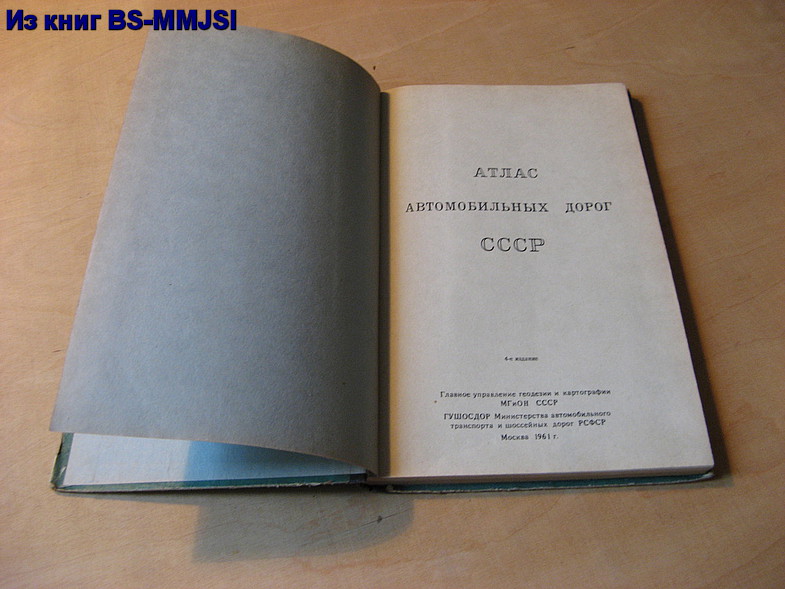 Из книг BS-MMJSI
АТЛАС
АВТОМОБИЛЬНЫХ ДОРОГ
СССР
4-е издание
Главное управление геодезии и картографии
МГиОН СССР
ГУШОСДОР Министерства автомобильного
транспорта и шоссейных дорог РСФСР
Москва 1961 г.